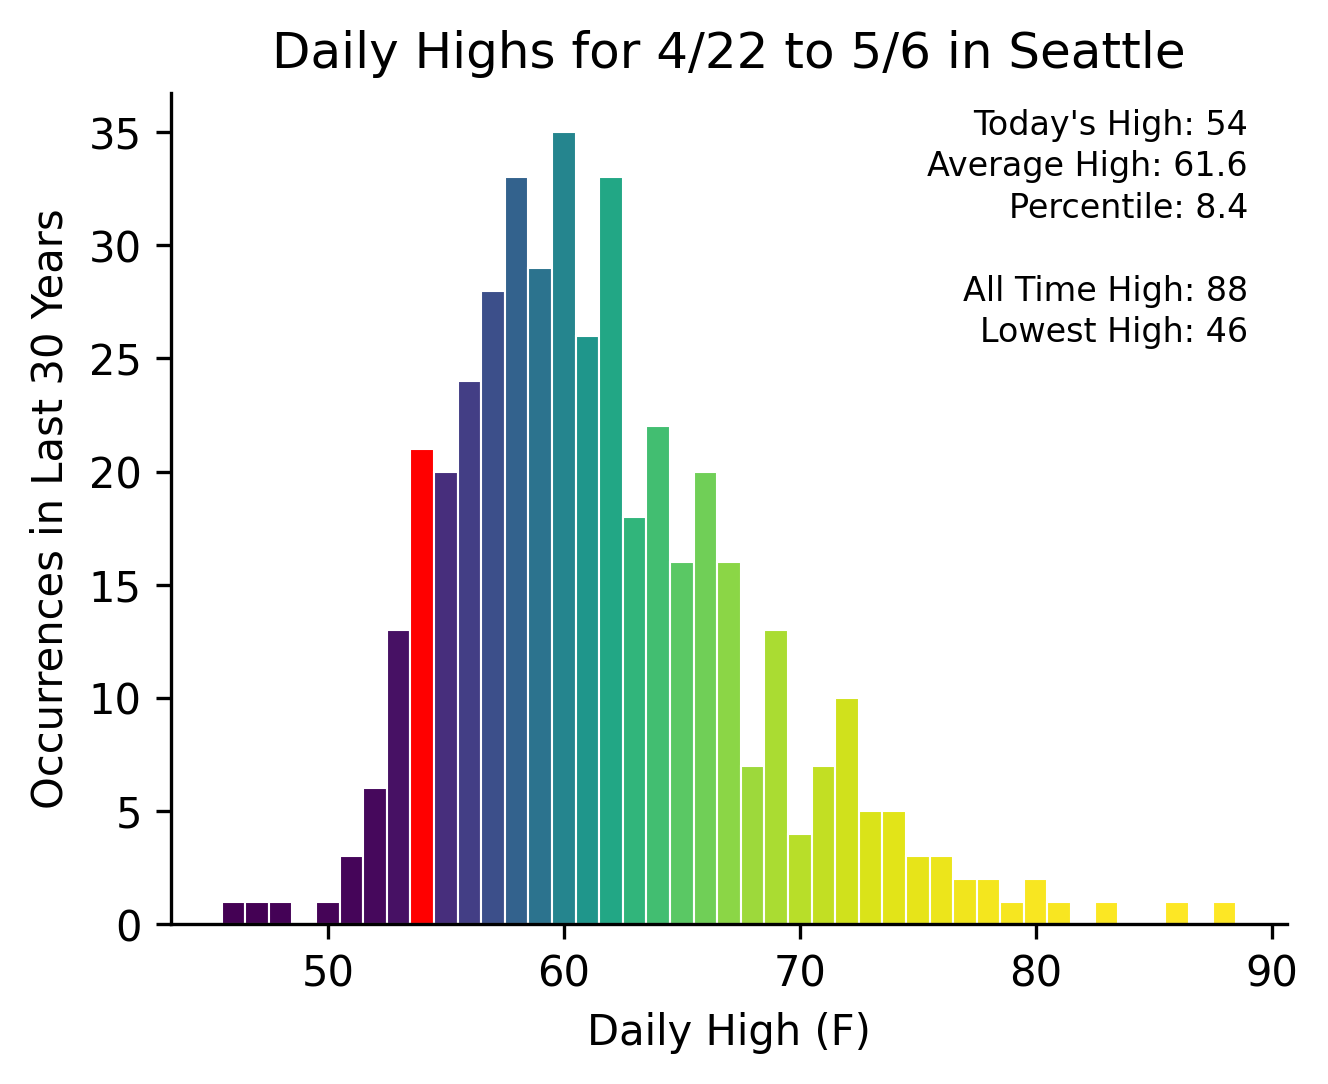 Daily Highs for 4/22 to 5/6 in Seattle
Today's High: 54
Average High: 61.6
Percentile: 8.4
All Time High: 88
Lowest High: 46
Occurrences in Last 30 Years
35
30
25
20
15
10
5
0
50 60 70 80 90
Daily High (F)